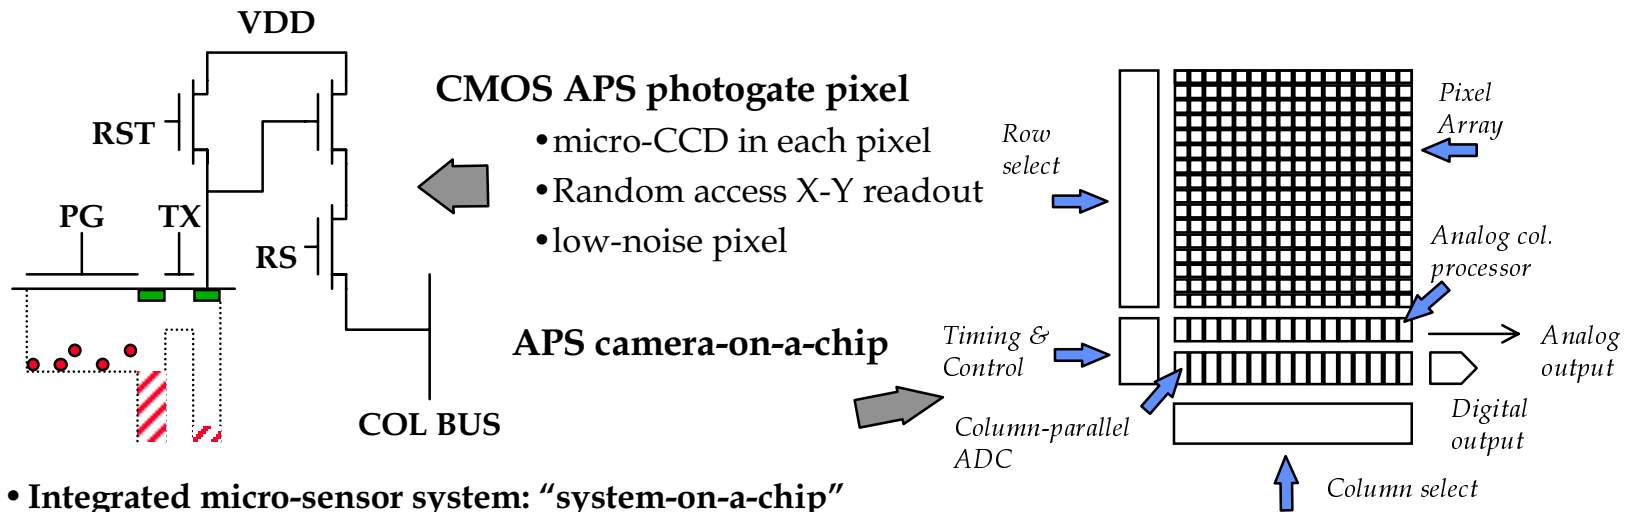 VDD
CMOS APS photogate pixel
RST
•micro-CCD in each pixel
•Random access X-Y readout
PG
TX
RS
•low-noise pixel
APS camera-on-a-chip
COL BUS
Row
select
Pixel
Array
Analog col.
processor
Timing &
Control
Analog
output
Column-parallel
ADC
Digital
output
Column select
• Integrated micro-sensor system: “system-on-a-chip”